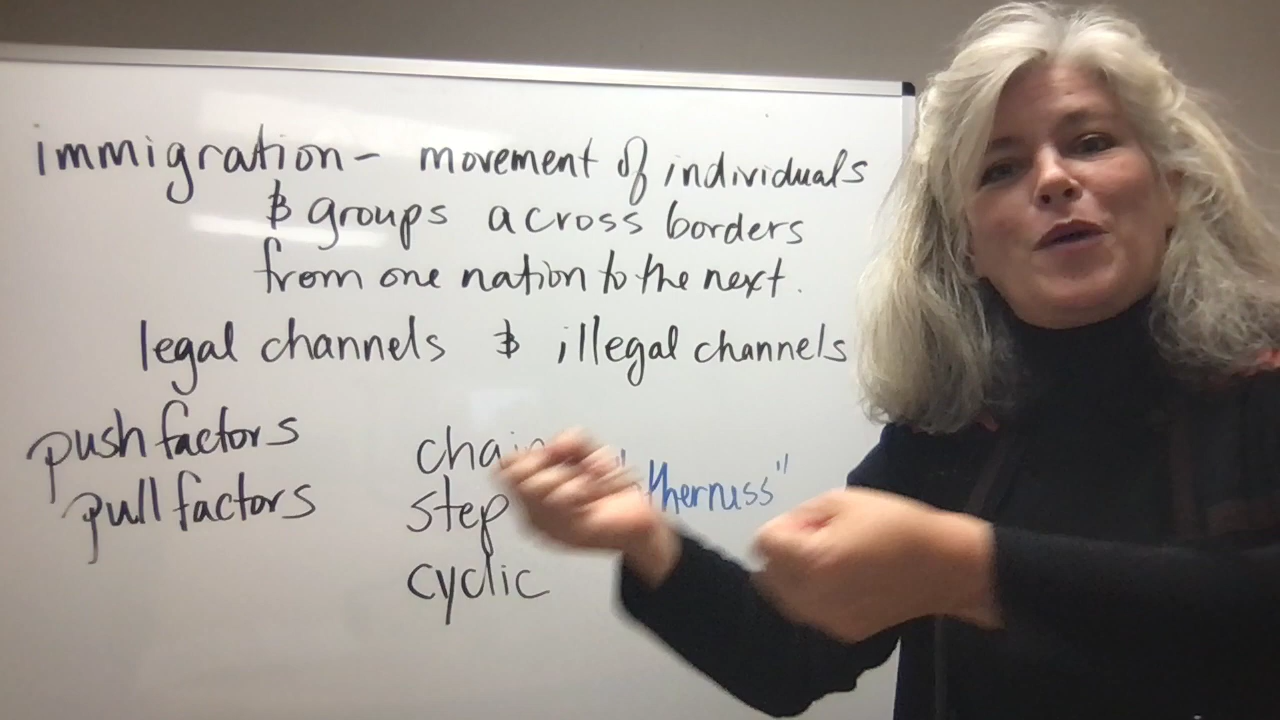 immigration - movement of individuals
& groups across borders
from one nation to the next.
legal channels & illegal channels
push factors
pull factors
step
cyclic